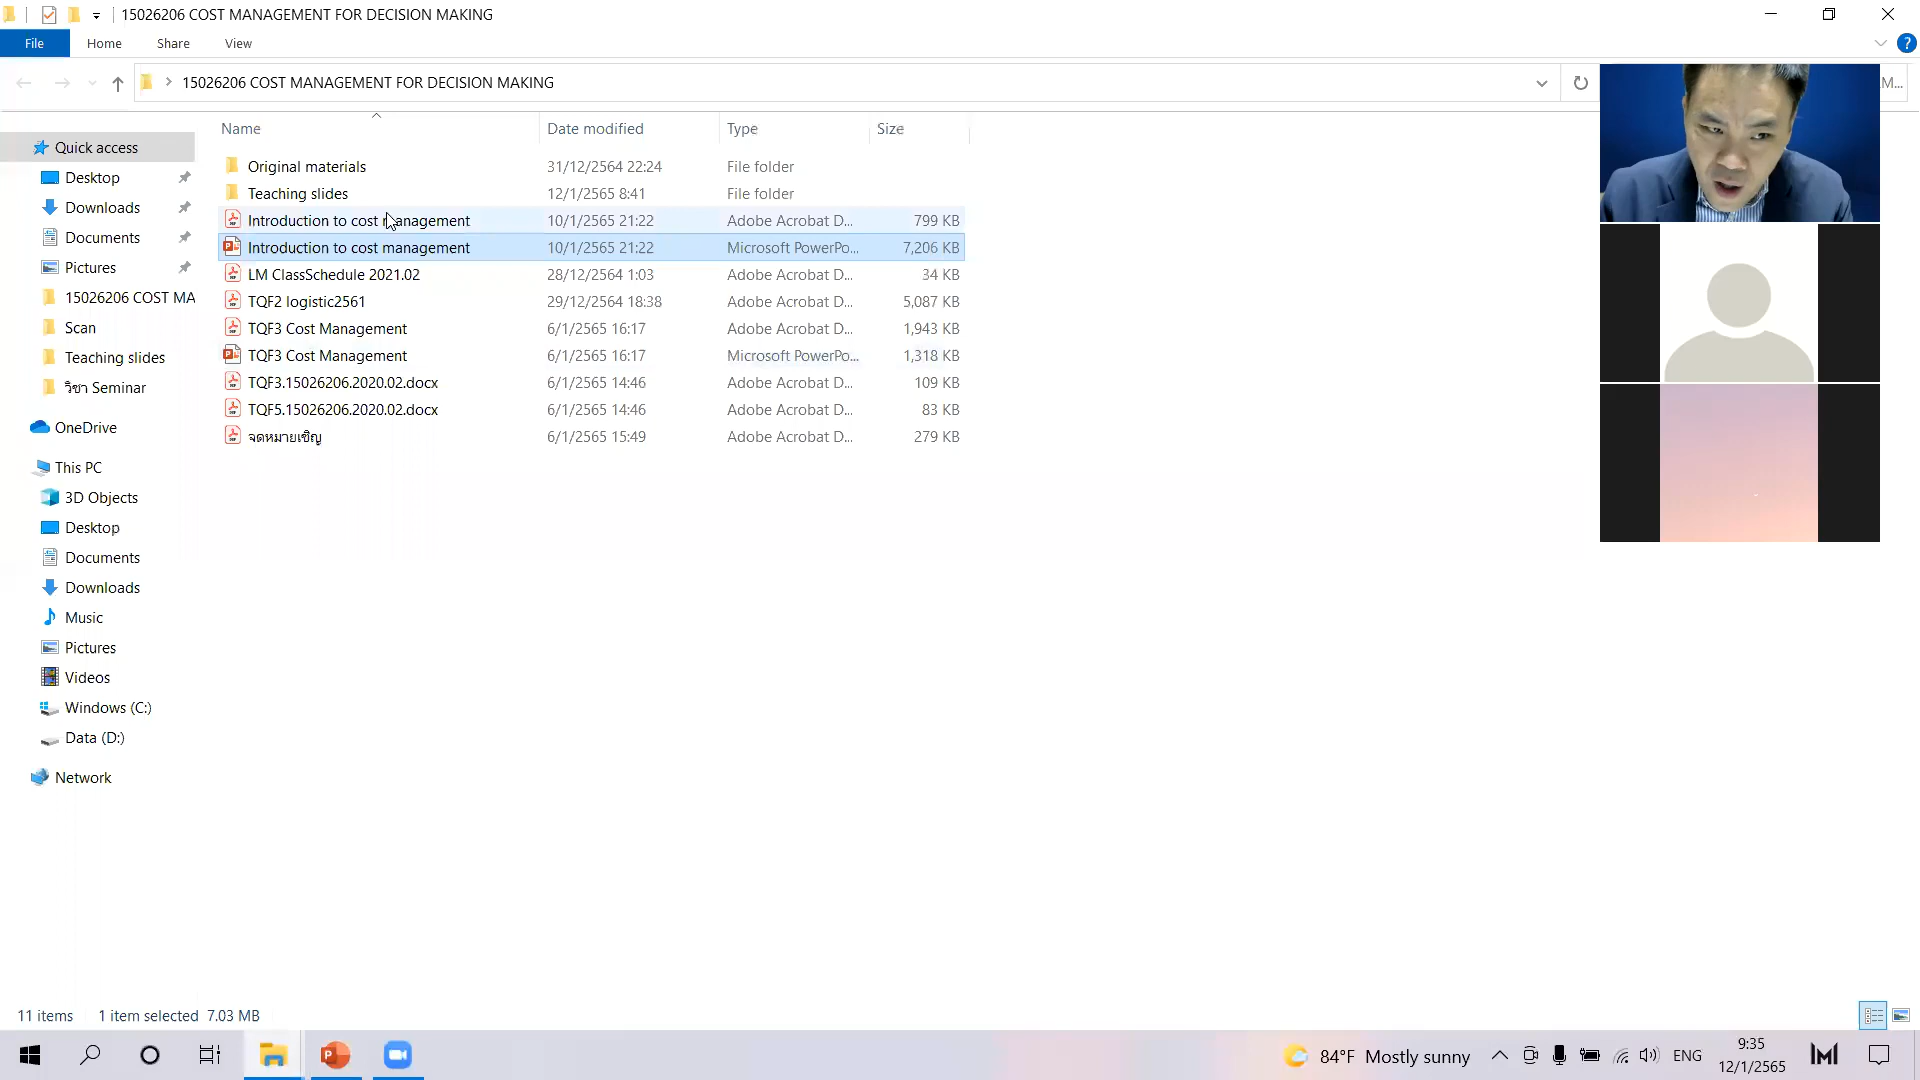 15026206 COST MANAGEMENT FOR DECISION MAKING
File Home Share View
?
15026206 COST MANAGEMENT FOR DECISION MAKING
M...
Name Date modified Type Size
Quick access
Desktop
Downloads
Documents
Pictures
15026206 COST MA
Scan
Teaching slides
วิชา Seminar
OneDrive
This PC
3D Objects
Desktop
Documents
Downloads
Music
Pictures
Videos
Windows (C:)
Data (D:)
Network
Original materials 31/12/2564 22:24 File folder
Teaching slides 12/1/2565 8:41 File folder
Introduction to cost management 10/1/2565 21:22 Adobe Acrobat D... 799 KB
Introduction to cost management 10/1/2565 21:22 Microsoft PowerPo... 7,206 KB
LM ClassSchedule 2021.02 28/12/2564 1:03 Adobe Acrobat D... 34 KB
TQF2 logistic2561 29/12/2564 18:38 Adobe Acrobat D... 5,087 KB
TQF3 Cost Management 6/1/2565 16:17 Adobe Acrobat D... 1,943 KB
TQF3 Cost Management 6/1/2565 16:17 Microsoft PowerPo... 1,318 KB
TQF3.15026206.2020.02.docx 6/1/2565 14:46 Adobe Acrobat D... 109 KB
TQF5.15026206.2020.02.docx 6/1/2565 14:46 Adobe Acrobat D... 83 KB
จดหมายเชิญ 6/1/2565 15:49 Adobe Acrobat D... 279 KB
11 items 1 item selected 7.03 MB
84°F Mostly sunny ENG 9:35
12/1/2565